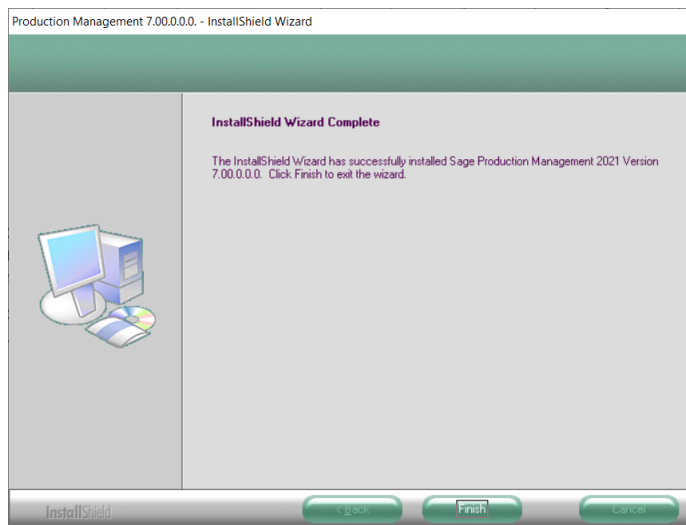 Production Management 7.00.0.0.0. - InstallShield Wizard
InstallShield Wizard Complete
The InstallShield Wizard has successfully installed Sage Production Management 2021 Version
7.00.0.0.0. Click Finish to exit the wizard.
InstallShield
< Back
Finish
Cancel